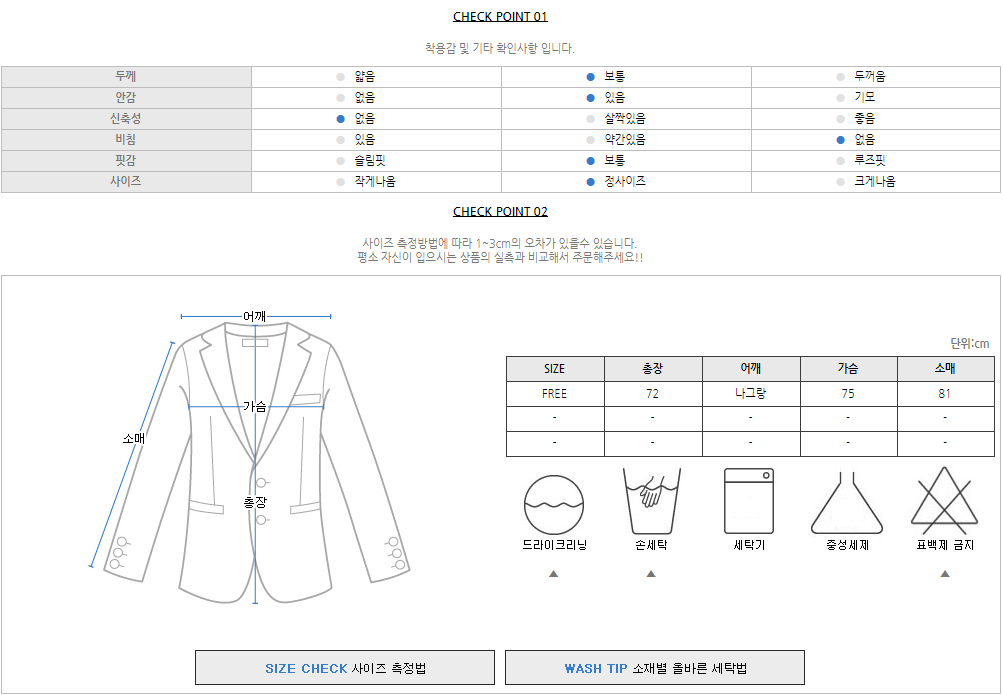 CHECK POINT 01
착용감 및 기타 확인사항 입니다.
두께 얇음 보통 두꺼움
안감 없음 있음 기모
신축성 없음 살짝있음 좋음
비침 있음 약간있음 없음
핏감 슬림핏 보통 루즈핏
사이즈 작게나옴 정사이즈 크게나옴
CHECK POINT 02
사이즈 측정방법에 따라 1~3cm의 오차가 있을수 있습니다.
평소 자신이 입으시는 상품의 실측과 비교해서 주문해주세요!!
어깨
가슴
소매
총장
단위:cm
SIZE 총장 어깨 가슴 소매
FREE 72 나그랑 75 81
- - - - -
- - - - -
드라이크리닝 손세탁 세탁기 중성세제 표백제 금지
SIZE CHECK 사이즈 측정법
WASH TIP 소재별 올바른 세탁법